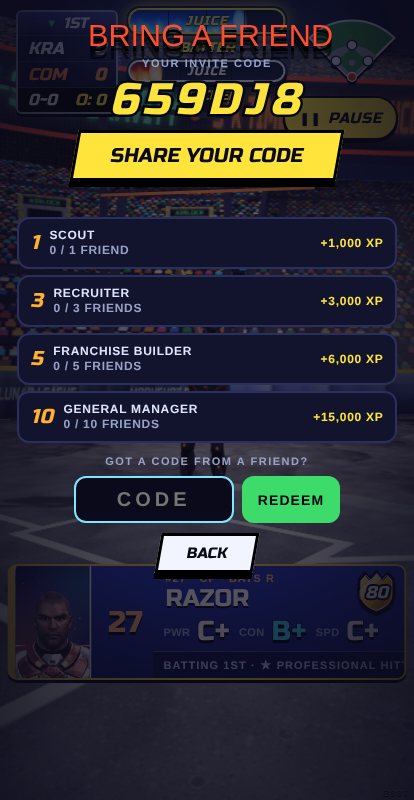 BRING A FRIEND
YOUR INVITE CODE
659DJ8
SHARE YOUR CODE
1ST
KRA
COM 0
0-0
JUICE
BATTER
JUICE
PAUSE
1 SCOUT
0 / 1 FRIEND
+1,000 XP
3 RECRUITER
0 / 3 FRIENDS
+3,000 XP
5 FRANCHISE BUILDER
0 / 5 FRIENDS
+6,000 XP
10 GENERAL MANAGER
0 / 10 FRIENDS
+15,000 XP
GOT A CODE FROM A FRIEND?
CODE
REDEEM
BACK
27
RAZOR
80
PWR C+ CON B+ SPD C+
BATTING 1ST · ★ PROFESSIONAL HIT